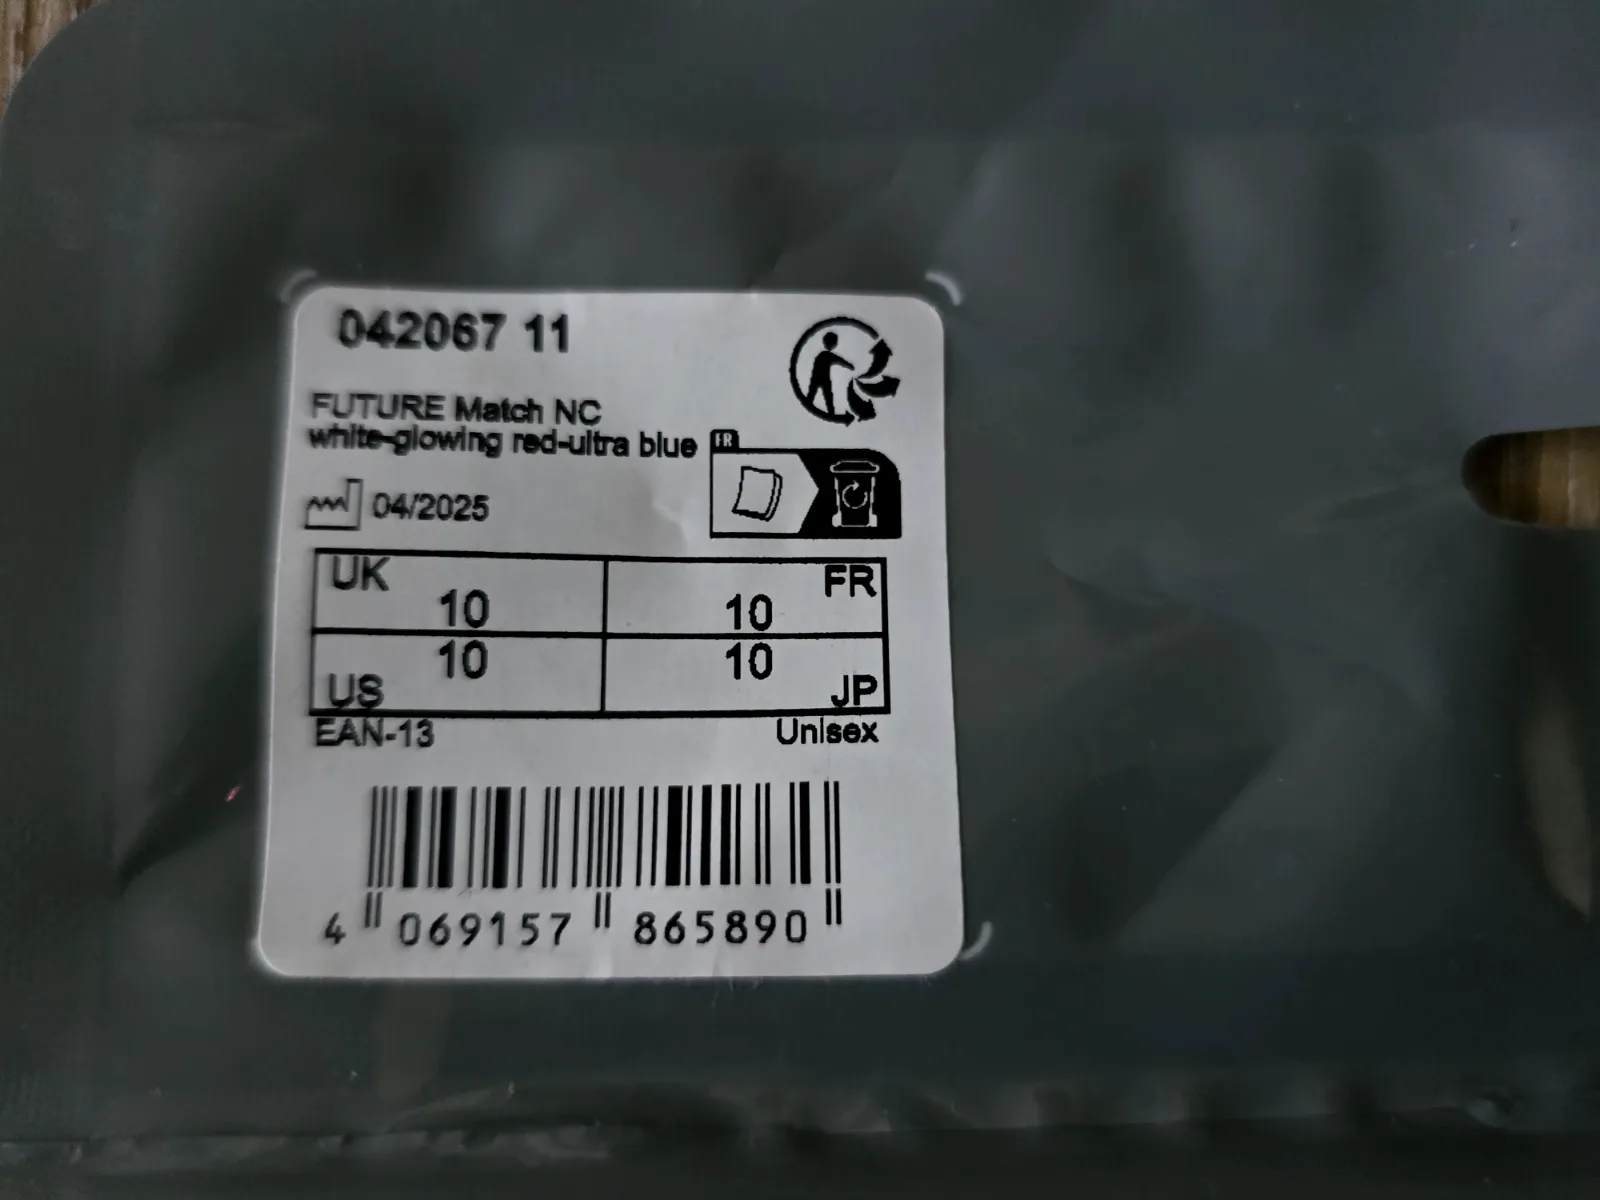 042067 11
FUTURE Match NC
white-glowing red-ultra blue
FR
04/2025
UK 10 10 FR
US 10 10 JP
EAN-13 Unisex
4 069157 865890